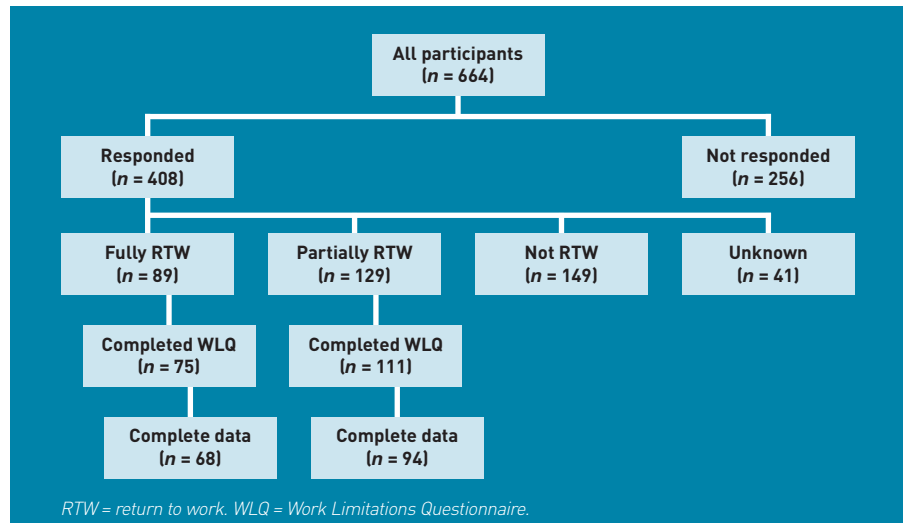 All participants
(n = 664)
Responded
(n = 408)
Not responded
(n = 256)
Fully RTW
(n = 89)
Partially RTW
(n = 129)
Not RTW
(n = 149)
Unknown
(n = 41)
Completed WLQ
(n = 75)
Completed WLQ
(n = 111)
Complete data
(n = 68)
Complete data
(n = 94)
RTW = return to work. WLQ = Work Limitations Questionnaire.